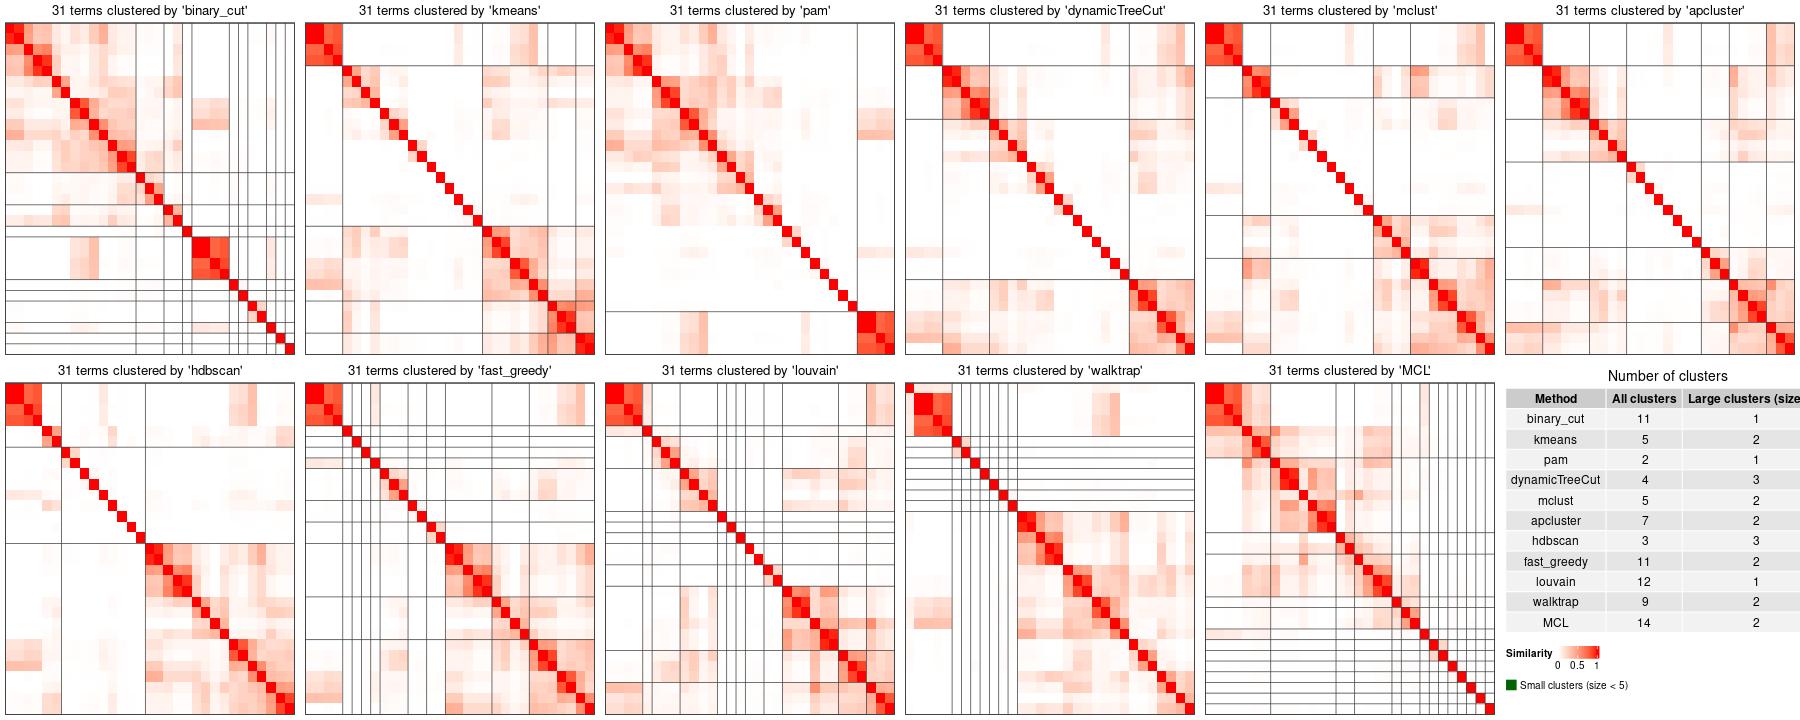 31 terms clustered by 'binary_cut'
31 terms clustered by 'kmeans'
31 terms clustered by 'pam'
31 terms clustered by 'dynamicTreeCut'
31 terms clustered by 'mclust'
31 terms clustered by 'apcluster'
31 terms clustered by 'hdbscan'
31 terms clustered by 'fast_greedy'
31 terms clustered by 'louvain'
31 terms clustered by 'walktrap'
31 terms clustered by 'MCL'
Number of clusters
Method All clusters Large clusters (size
binary_cut 11 1
kmeans 5 2
pam 2 1
dynamicTreeCut 4 3
mclust 5 2
apcluster 7 2
hdbscan 3 3
fast_greedy 11 2
louvain 12 1
walktrap 9 2
MCL 14 2
Similarity
0 0.5 1
Small clusters (size < 5)